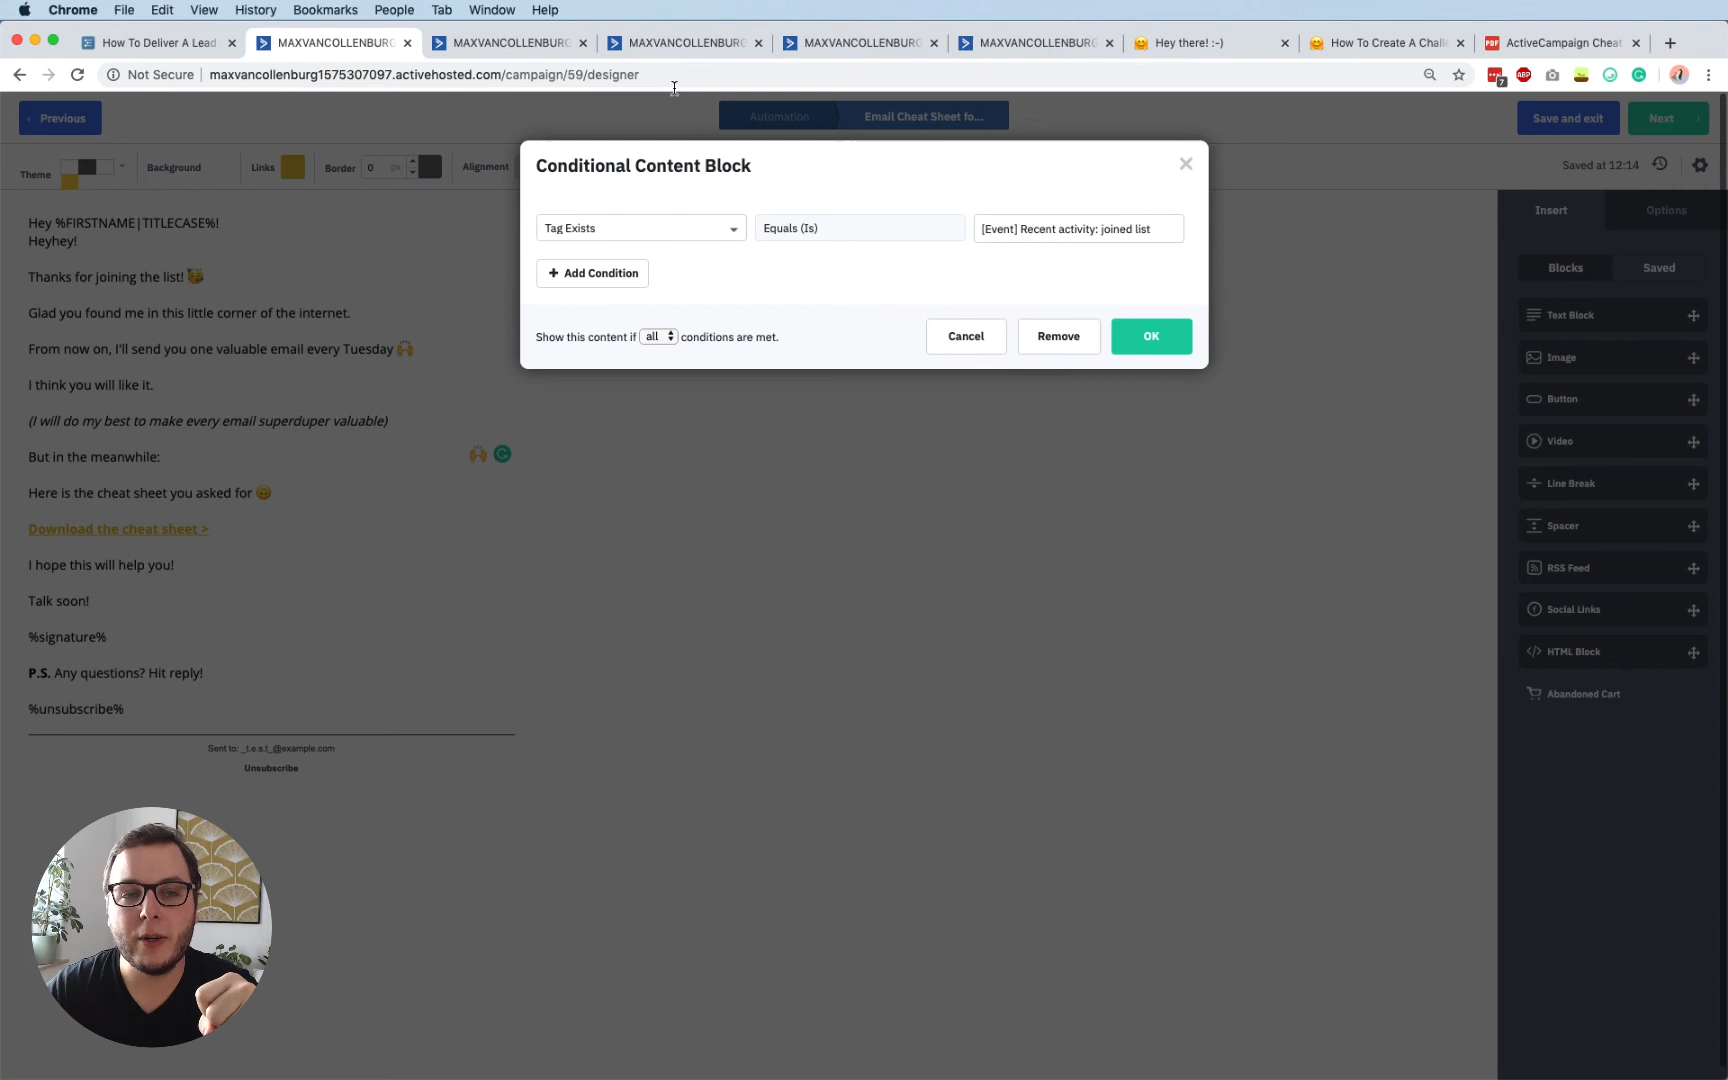 Chrome File Edit View History Bookmarks People Tab Window Help
How To Deliver A Lead
MAXVANCOLLENBURG
MAXVANCOLLENBURG
MAXVANCOLLENBURG
MAXVANCOLLENBURG
MAXVANCOLLENBURG
Hey there! :-)
How To Create A Challe
PDF ActiveCampaign Cheat
Not Secure maxvancollenburg1575307097.activehosted.com/campaign/59/designer
ABP
7
Previous
Automation
Email Cheat Sheet fo...
Save and exit
Next
Theme
Background
Links
Border 0 px
Alignment
Saved at 12:14
Conditional Content Block
Tag Exists
Equals (Is)
[Event] Recent activity: joined list
+ Add Condition
Show this content if all conditions are met.
Cancel
Remove
OK
Hey %FIRSTNAME|TITLECASE%!
Heyhey!
Thanks for joining the list! 🥳
Glad you found me in this little corner of the internet.
From now on, I'll send you one valuable email every Tuesday 🙌
I think you will like it.
(I will do my best to make every email superduper valuable)
But in the meanwhile:
Here is the cheat sheet you asked for 🙃
Download the cheat sheet >
I hope this will help you!
Talk soon!
%signature%
P.S. Any questions? Hit reply!
%unsubscribe%
Sent to: _t.e.s.t_@example.com
Unsubscribe
Insert
Options
Blocks
Saved
Text Block
Image
Button
Video
Line Break
Spacer
RSS Feed
Social Links
HTML Block
Abandoned Cart